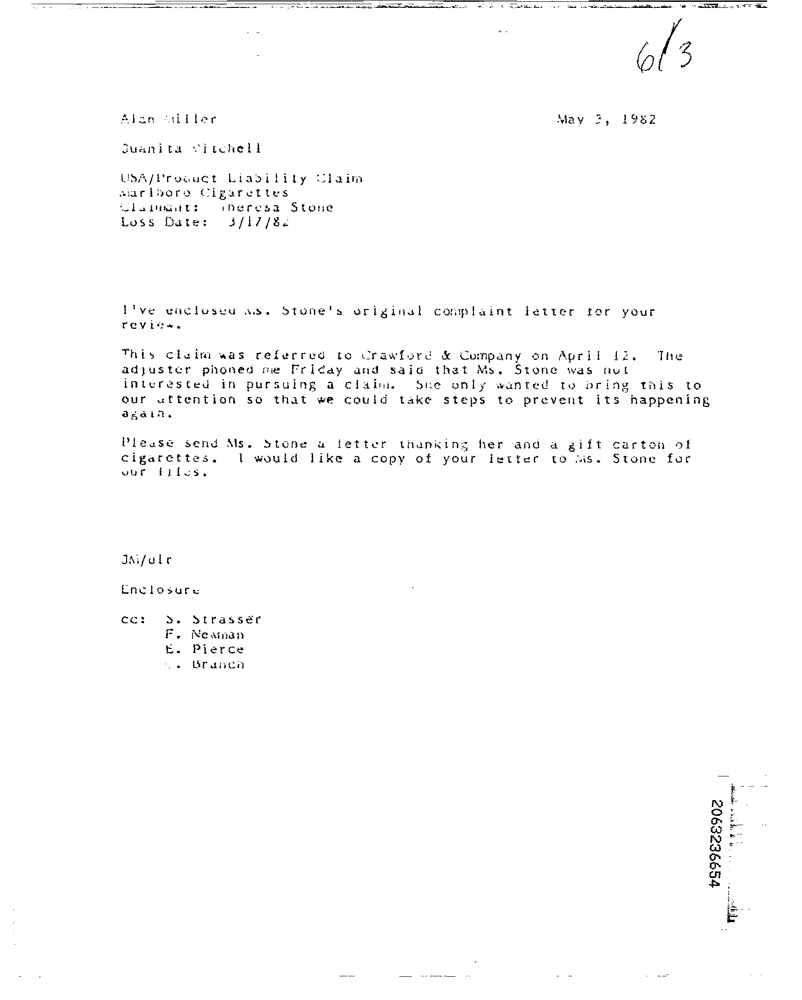 6/3
Alan Miller May 3, 1982
Juanita Mitchell
USA/Product Liability Claim
Marlboro Cigarettes
Claimant: Theresa Stone
Loss Date: 3/17/82
I've enclosed Ms. Stone's original complaint letter for your
review.
This claim was referred to Crawford & Company on April 12. The
adjuster phoned me Friday and said that Ms. Stone was not
interested in pursuing a claim. She only wanted to bring this to
our attention so that we could take steps to prevent its happening
again.
Please send Ms. Stone a letter thanking her and a gift carton of
cigarettes. I would like a copy of your letter to Ms. Stone for
our files.
JM/dlr
Enclosure
cc: S. Strasser
F. Newman
E. Pierce
Branch
2063236654